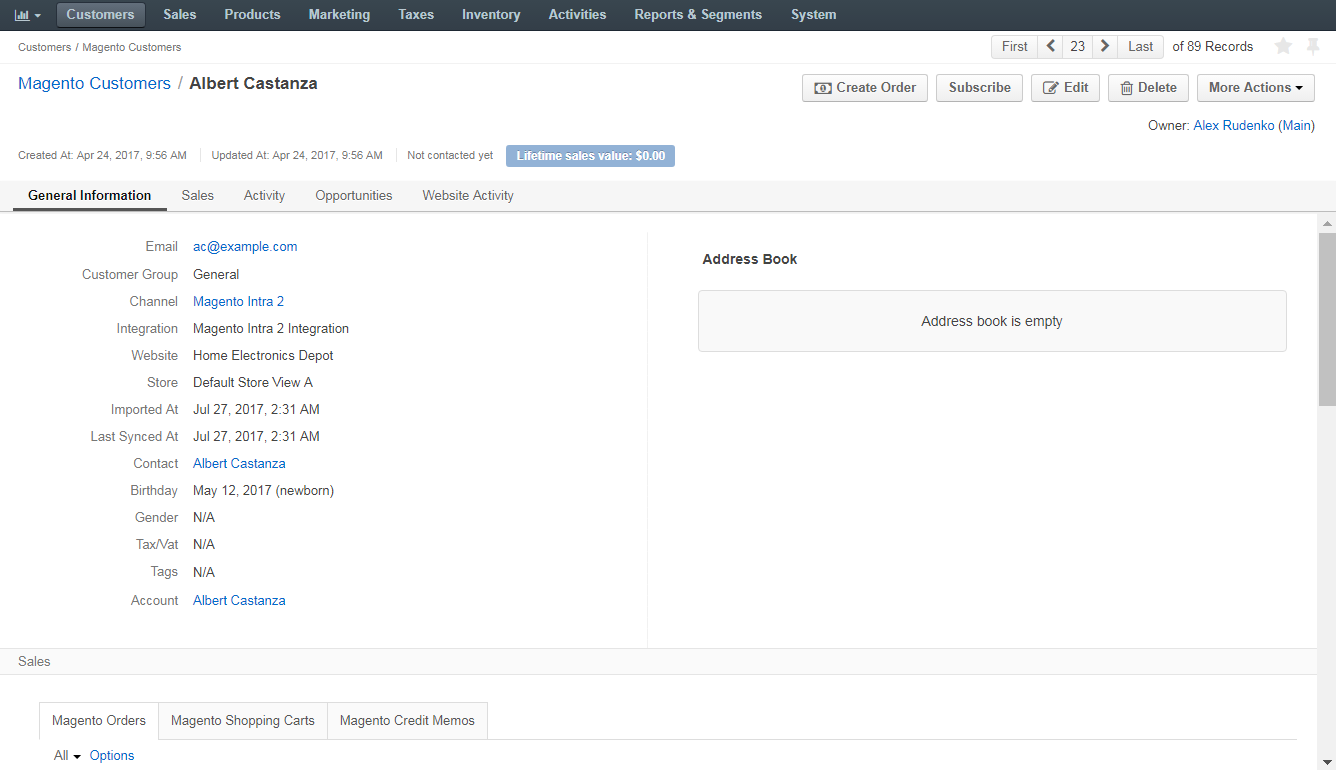 Customers Sales Products Marketing Taxes Inventory Activities Reports & Segments System
Customers / Magento Customers First 23 Last of 89 Records
Magento Customers / Albert Castanza Create Order Subscribe Edit Delete More Actions
Owner: Alex Rudenko (Main)
Created At: Apr 24, 2017, 9:56 AM Updated At: Apr 24, 2017, 9:56 AM Not contacted yet Lifetime sales value: $0.00
General Information Sales Activity Opportunities Website Activity
Email ac@example.com
Customer Group General
Channel Magento Intra 2
Integration Magento Intra 2 Integration
Website Home Electronics Depot
Store Default Store View A
Imported At Jul 27, 2017, 2:31 AM
Last Synced At Jul 27, 2017, 2:31 AM
Contact Albert Castanza
Birthday May 12, 2017 (newborn)
Gender N/A
Tax/Vat N/A
Tags N/A
Account Albert Castanza
Address Book
Address book is empty
Sales
Magento Orders Magento Shopping Carts Magento Credit Memos
All Options